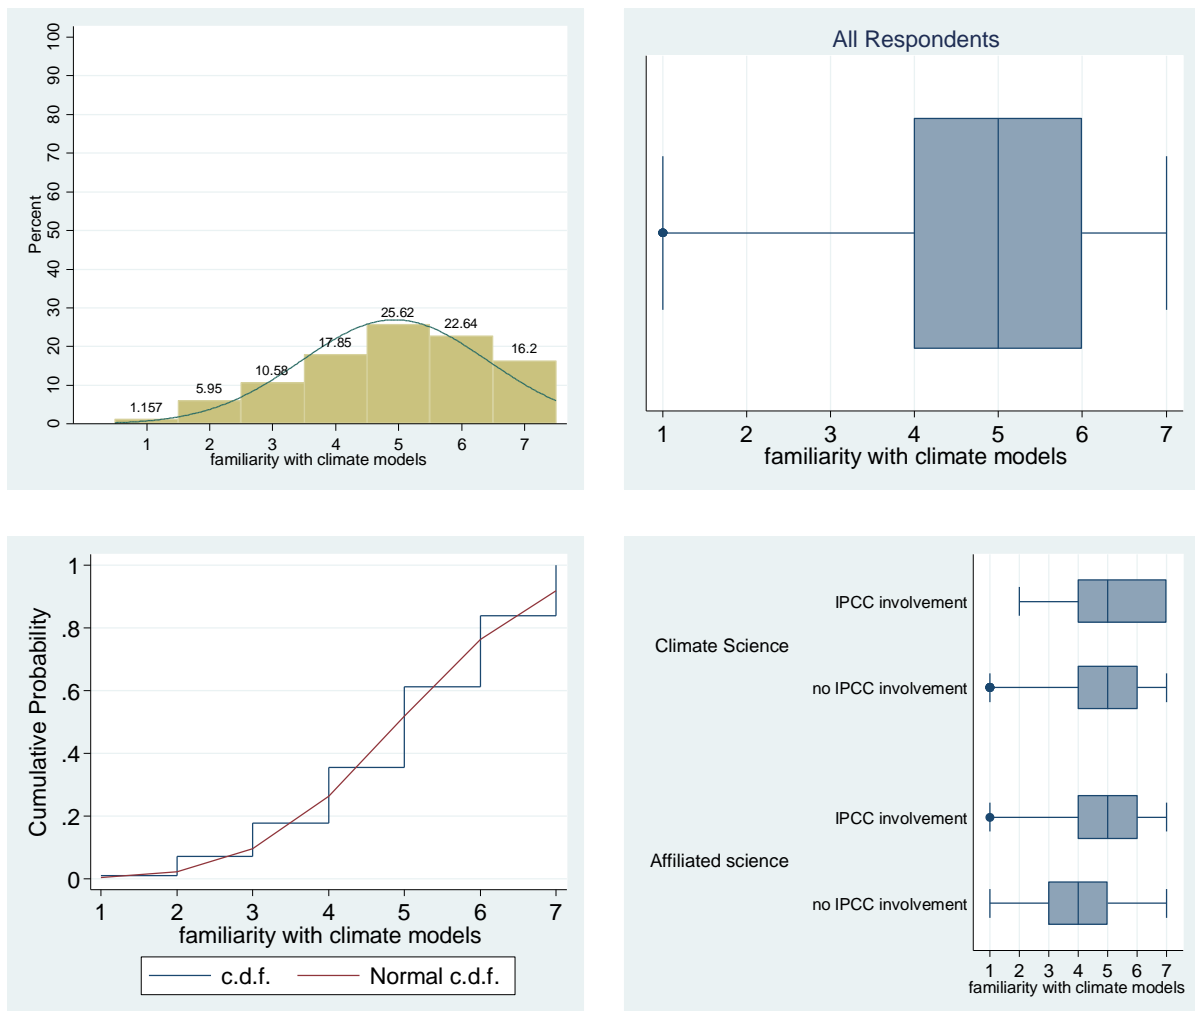 100
90
80
70
60
50
40
30
20
10
0
Percent
1.157
5.95
10.58
17.85
25.62
22.64
16.2
1 2 3 4 5 6 7
familiarity with climate models
All Respondents
1 2 3 4 5 6 7
familiarity with climate models
1
.8
.6
.4
.2
0
Cumulative Probability
1 2 3 4 5 6 7
familiarity with climate models
c.d.f. Normal c.d.f.
IPCC involvement
Climate Science
no IPCC involvement
IPCC involvement
Affiliated science
no IPCC involvement
1 2 3 4 5 6 7
familiarity with climate models